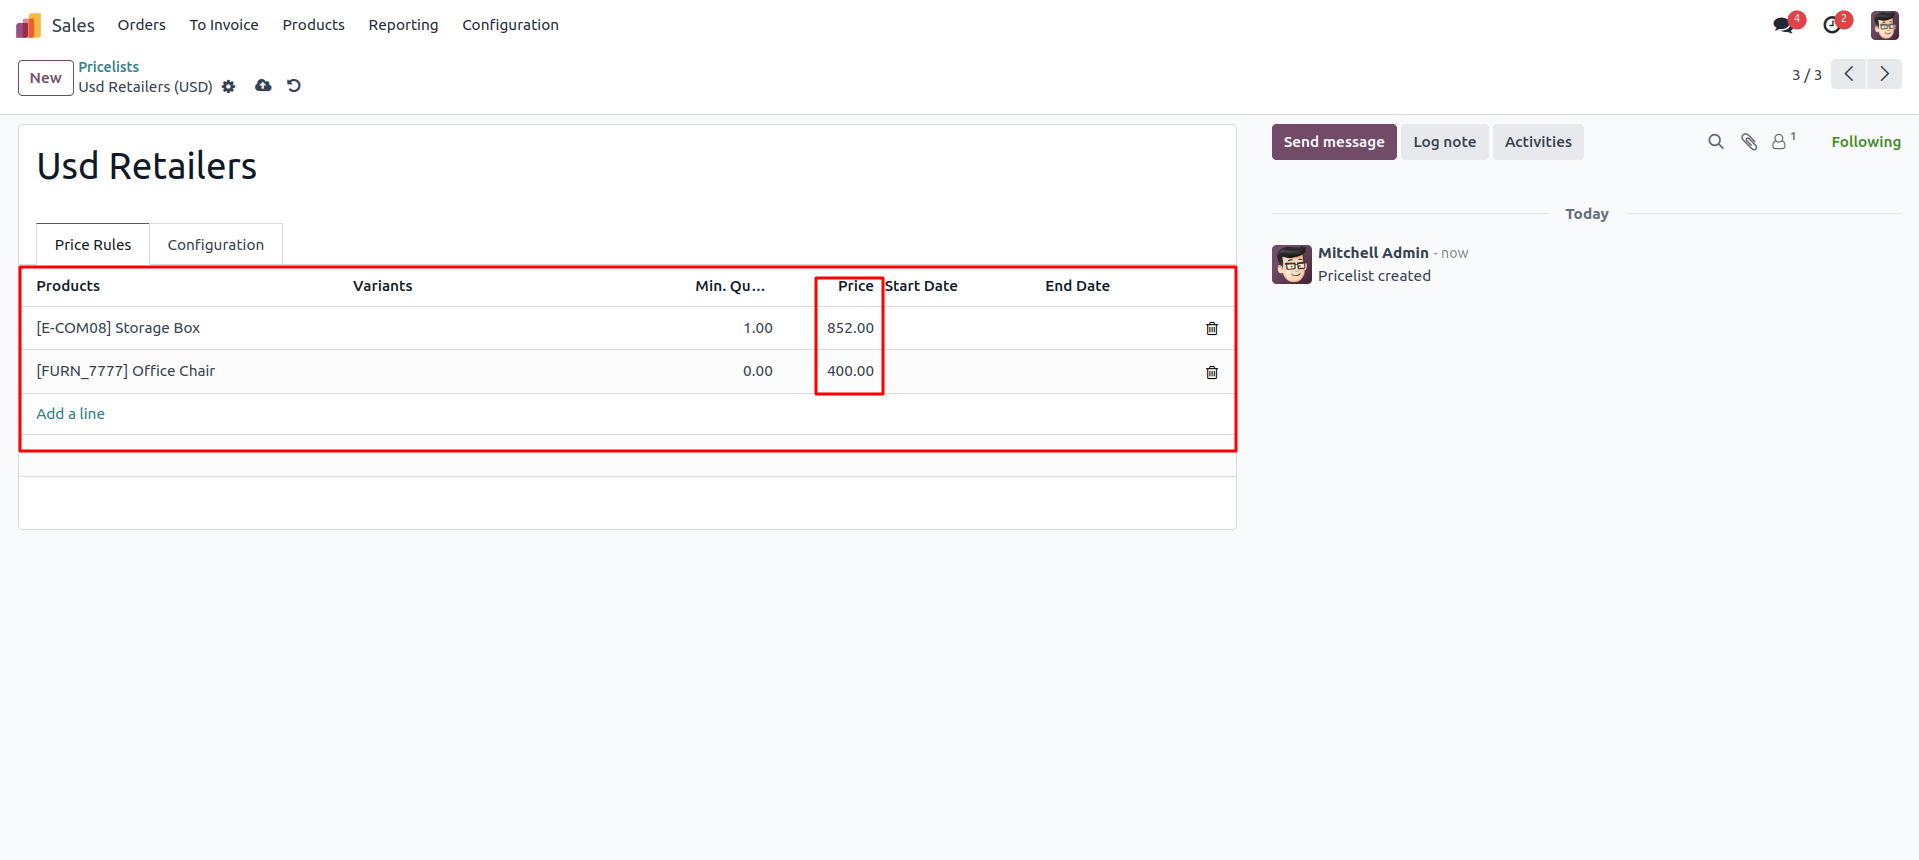 Sales Orders To Invoice Products Reporting Configuration 4 2
New Pricelists
Usd Retailers (USD) 3 / 3
Usd Retailers
Send message Log note Activities 1 Following
Price Rules Configuration
Today
Mitchell Admin - now
Pricelist created
Products Variants Min. Qu... Price Start Date End Date
[E-COM08] Storage Box 1.00 852.00
[FURN_7777] Office Chair 0.00 400.00
Add a line